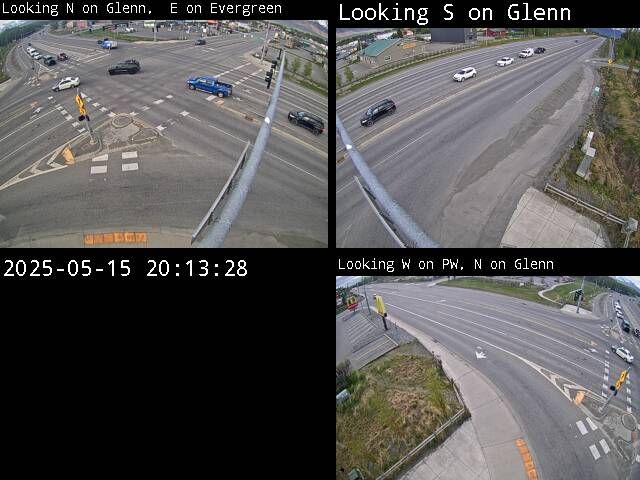 Looking N on Glenn,  E on Evergreen
Looking S on Glenn
2025-05-15 20:13:28
Looking W on PW, N on Glenn